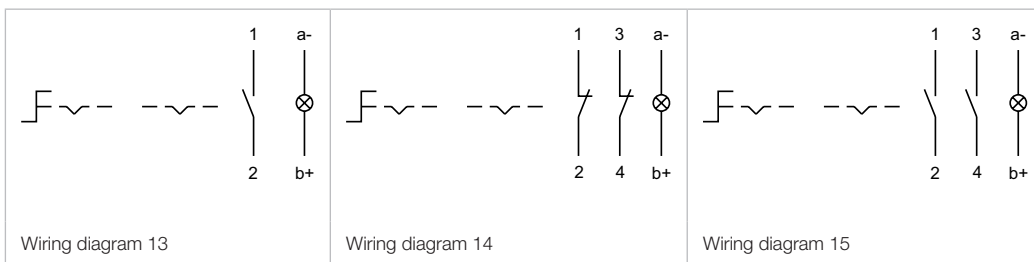 1 a-
2 b+
Wiring diagram 13
1 3 a-
2 4 b+
Wiring diagram 14
1 3 a-
2 4 b+
Wiring diagram 15